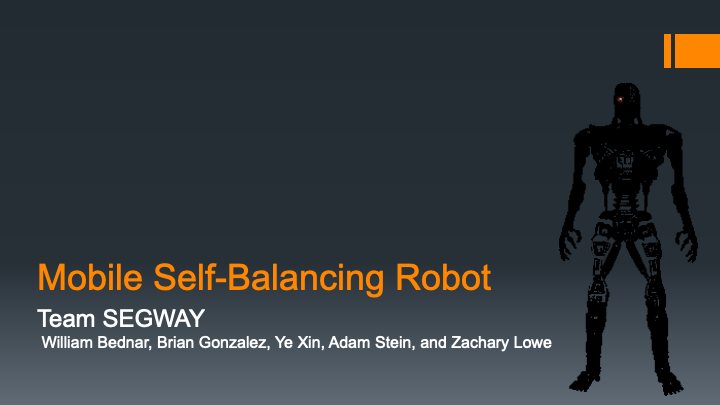 Mobile Self-Balancing Robot
Team SEGWAY
William Bednar, Brian Gonzalez, Ye Xin, Adam Stein, and Zachary Lowe